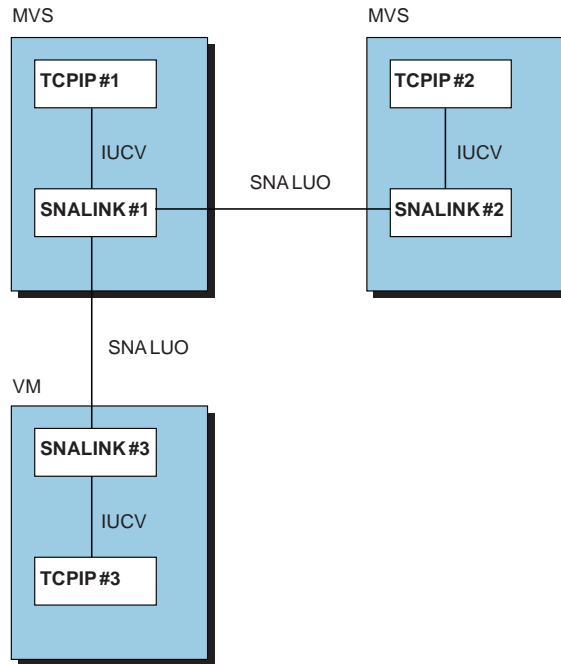 MVS
MVS
TCPIP#1
TCPIP#2
IUCV
IUCV
SNA LUO
SNALINK#1
SNALINK#2
SNA LUO
VM
SNALINK#3
IUCV
TCPIP#3